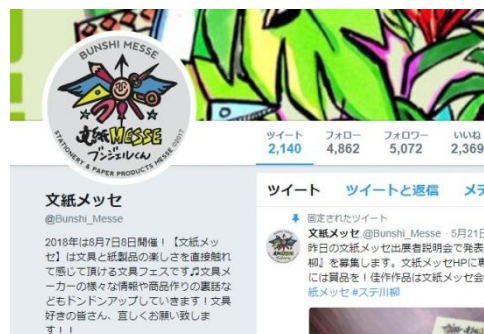 BUNSHI MESSE
文紙MESSE
ブンジェルくん
STATIONERY & PAPER PRODUCTS MESSE ©2017
ツイート フォロー フォロワー いいね
2,140 4,862 5,072 2,369
文紙メッセ
@Bunshi_Messe
2018年は8月7日8日開催！【文紙メッ
セ】は文具と紙製品の楽しさを直接触れ
て感じて頂ける文具フェスです♫文具メ
ーカーの様々な情報や商品作りの裏話な
どもドンドンアップしていきます！文具
好きの皆さん、宜しくお願い致しま
す！！
ツイート ツイートと返信 メデ
固定されたツイート
文紙メッセ @Bunshi_Messe · 5月21日
昨日の文紙メッセ出展者説明会で発表
柳』を募集します。文紙メッセHPに専
には賞品を！佳作作品は文紙メッセ会
紙メッセ #ステ川柳